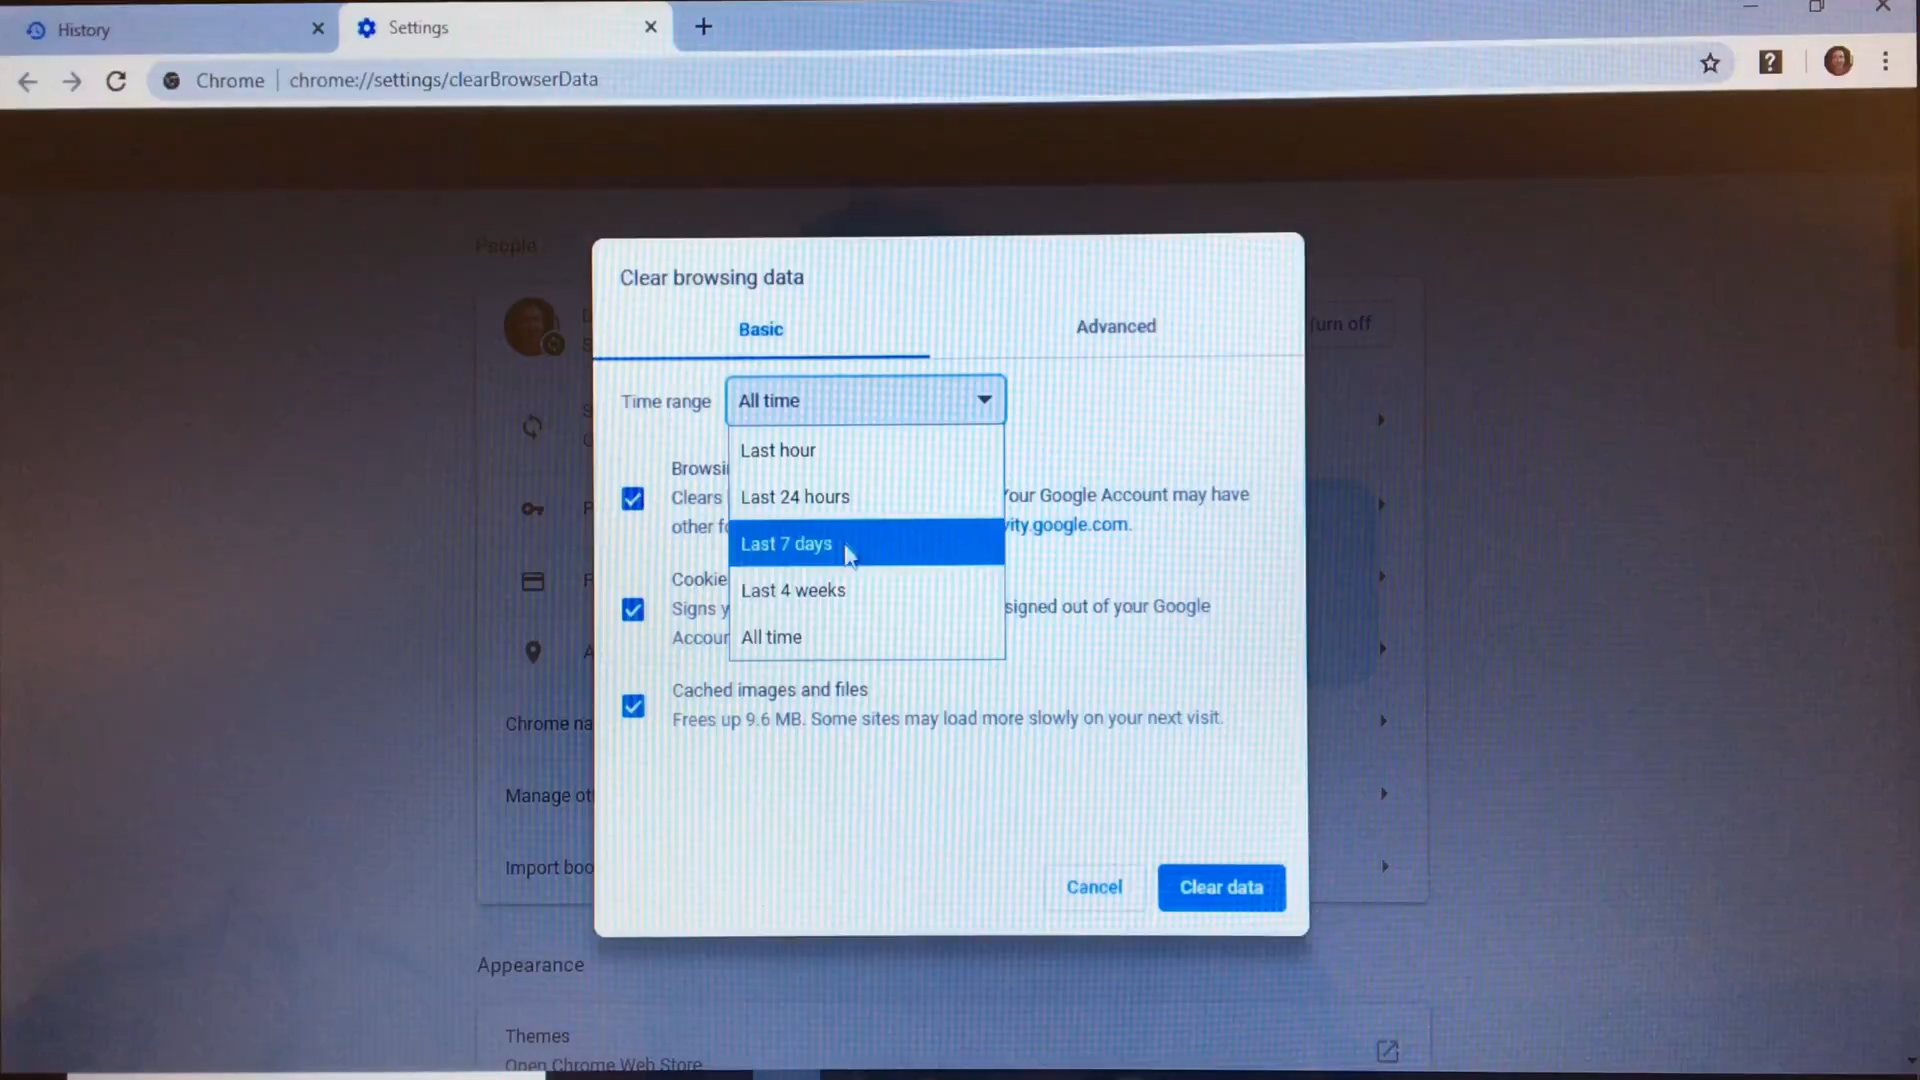 History
Settings
Chrome
chrome://settings/clearBrowserData
People
Turn off
Clear browsing data
Basic
Advanced
Time range
All time
Last hour
Last 24 hours
Last 7 days
Last 4 weeks
All time
Clears
Your Google Account may have
other
vity.google.com.
Signs
signed out of your Google
Cached images and files
Frees up 9.6 MB. Some sites may load more slowly on your next visit.
Chrome na
Manage ot
Import boo
Cancel
Clear data
Appearance
Themes
Open Chrome Web Store